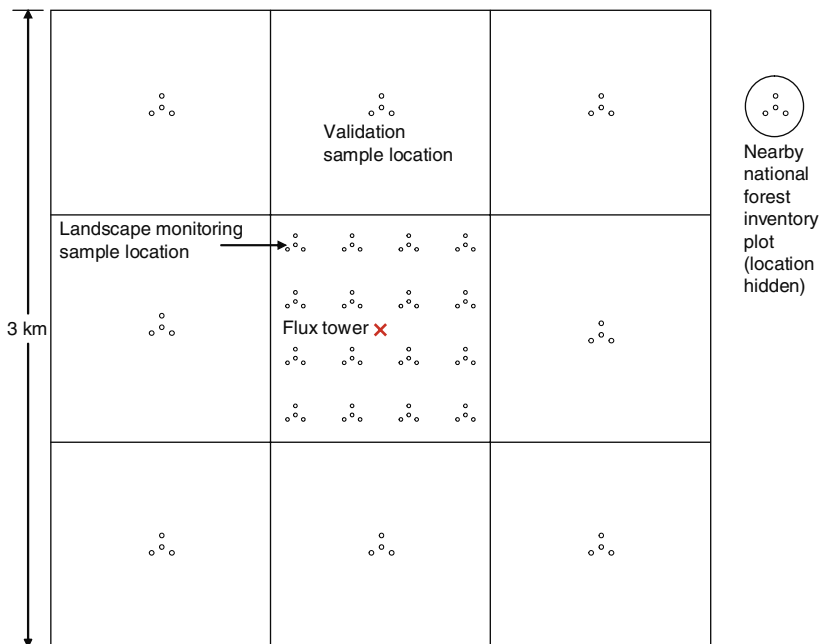 Validation
sample location
Nearby
national
forest
inventory
plot
(location
hidden)
Landscape monitoring
sample location
3 km
Flux tower